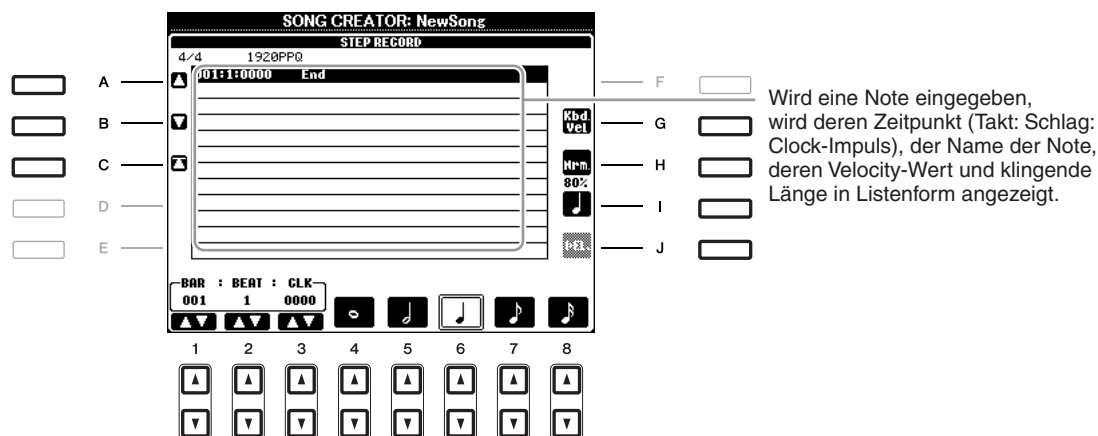 SONG CREATOR: NewSong
STEP RECORD
4/4 1920PPQ
001:1:0000 End
A
B
C
D
E
F
G
H
I
J
Kbd. Vel
Nrm.
80%
DEL.
Wird eine Note eingegeben,
wird deren Zeitpunkt (Takt: Schlag:
Clock-Impuls), der Name der Note,
deren Velocity-Wert und klingende
Länge in Listenform angezeigt.
BAR : BEAT : CLK
001 1 0000
1 2 3 4 5 6 7 8